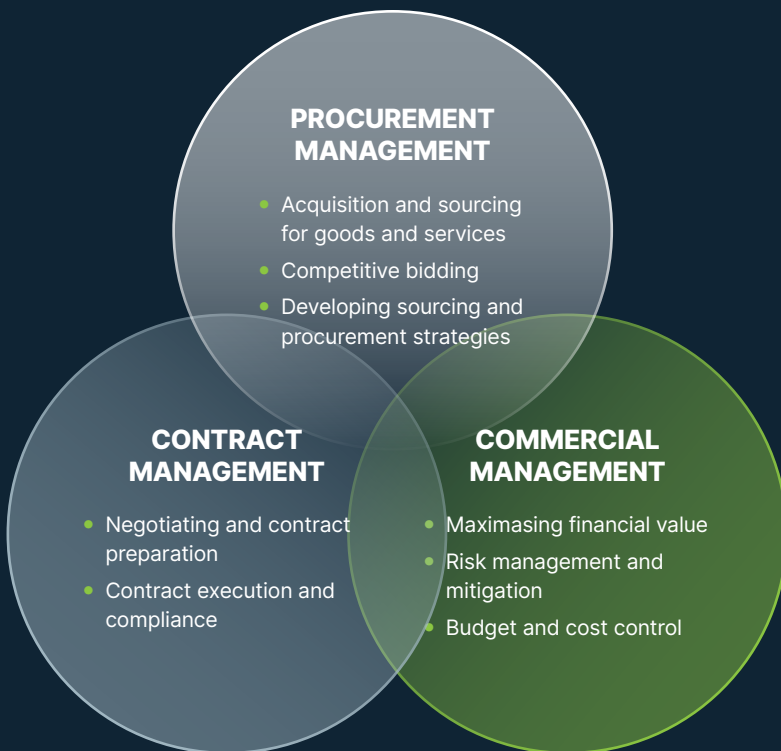 PROCUREMENT
MANAGEMENT
• Acquisition and sourcing
for goods and services
• Competitive bidding
• Developing sourcing and
procurement strategies
CONTRACT
MANAGEMENT
• Negotiating and contract
preparation
• Contract execution and
compliance
COMMERCIAL
MANAGEMENT
• Maximasing financial value
• Risk management and
mitigation
• Budget and cost control